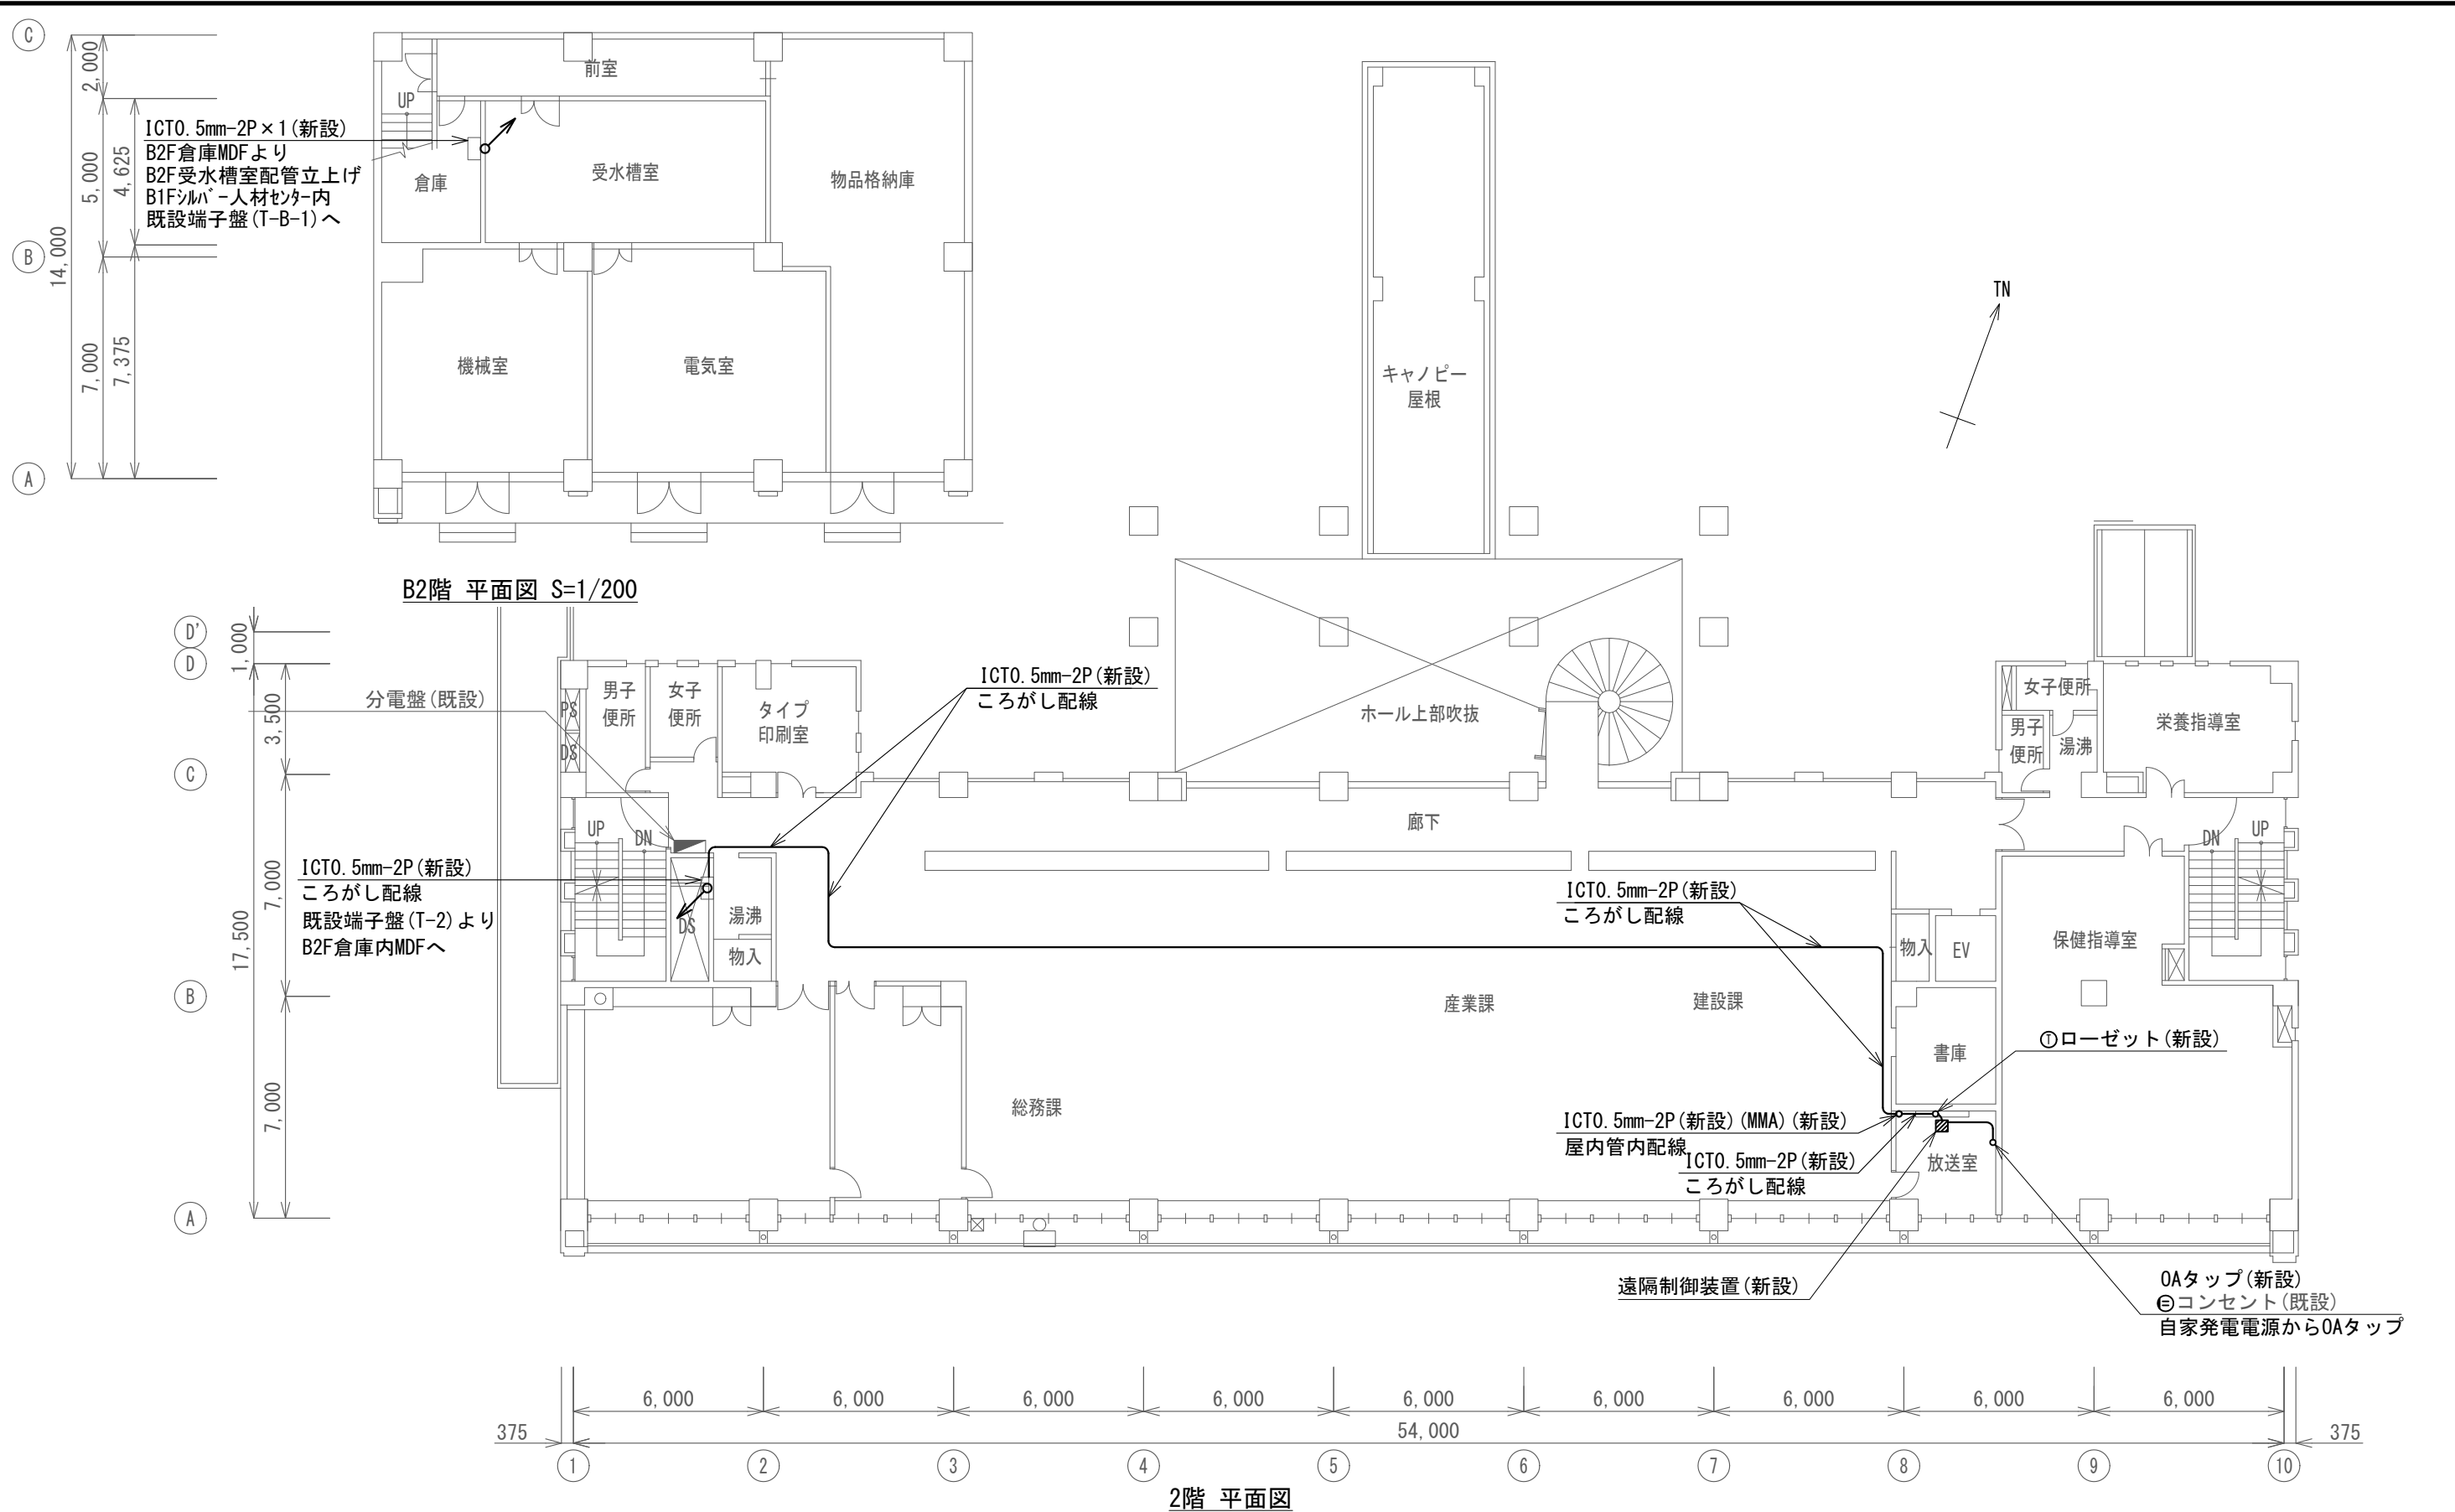 C
2,000
前室
UP
ICT0.5mm-2P×1(新設)
B2F倉庫MDFより
B2F受水槽室配管立上げ
B1Fシルバー人材センター内
既設端子盤(T-B-1)へ
5,000
4,625
14,000
倉庫
受水槽室
物品格納庫
B
7,000
7,375
機械室
電気室
A
B2階 平面図 S=1/200
キャノピー
屋根
TN
D'
D
1,000
3,500
分電盤(既設)
PS
DS
男子
便所
女子
便所
タイプ
印刷室
ICT0.5mm-2P(新設)
ころがし配線
ホール上部吹抜
女子便所
男子
便所
湯沸
栄養指導室
C
廊下
UP
DN
DN
UP
ICT0.5mm-2P(新設)
ころがし配線
既設端子盤(T-2)より
B2F倉庫内MDFへ
7,000
17,500
DS
湯沸
物入
ICT0.5mm-2P(新設)
ころがし配線
物入
EV
保健指導室
B
産業課
建設課
書庫
Ⓣローゼット(新設)
7,000
総務課
ICT0.5mm-2P(新設)(MMA)(新設)
屋内管内配線
ICT0.5mm-2P(新設)
ころがし配線
放送室
A
遠隔制御装置(新設)
OAタップ(新設)
コンセント(既設)
自家発電電源からOAタップ
6,000
6,000
6,000
6,000
6,000
6,000
6,000
6,000
6,000
375
54,000
375
1
2
3
4
5
6
7
8
9
10
2階 平面図